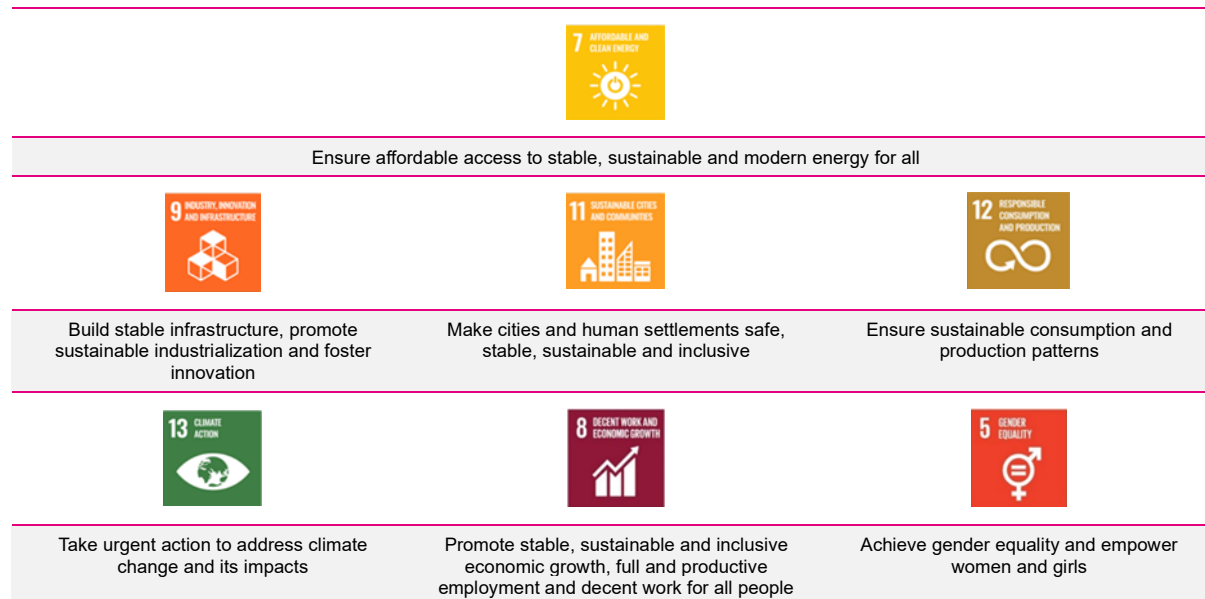 7 AFFORDABLE AND
CLEAN ENERGY
Ensure affordable access to stable, sustainable and modern energy for all
9 INDUSTRY, INNOVATION
AND INFRASTRUCTURE
11 SUSTAINABLE CITIES
AND COMMUNITIES
12 RESPONSIBLE
CONSUMPTION
AND PRODUCTION
Build stable infrastructure, promote
sustainable industrialization and foster
innovation
Make cities and human settlements safe,
stable, sustainable and inclusive
Ensure sustainable consumption and
production patterns
13 CLIMATE
ACTION
8 DECENT WORK AND
ECONOMIC GROWTH
5 GENDER
EQUALITY
Take urgent action to address climate
change and its impacts
Promote stable, sustainable and inclusive
economic growth, full and productive
employment and decent work for all people
Achieve gender equality and empower
women and girls